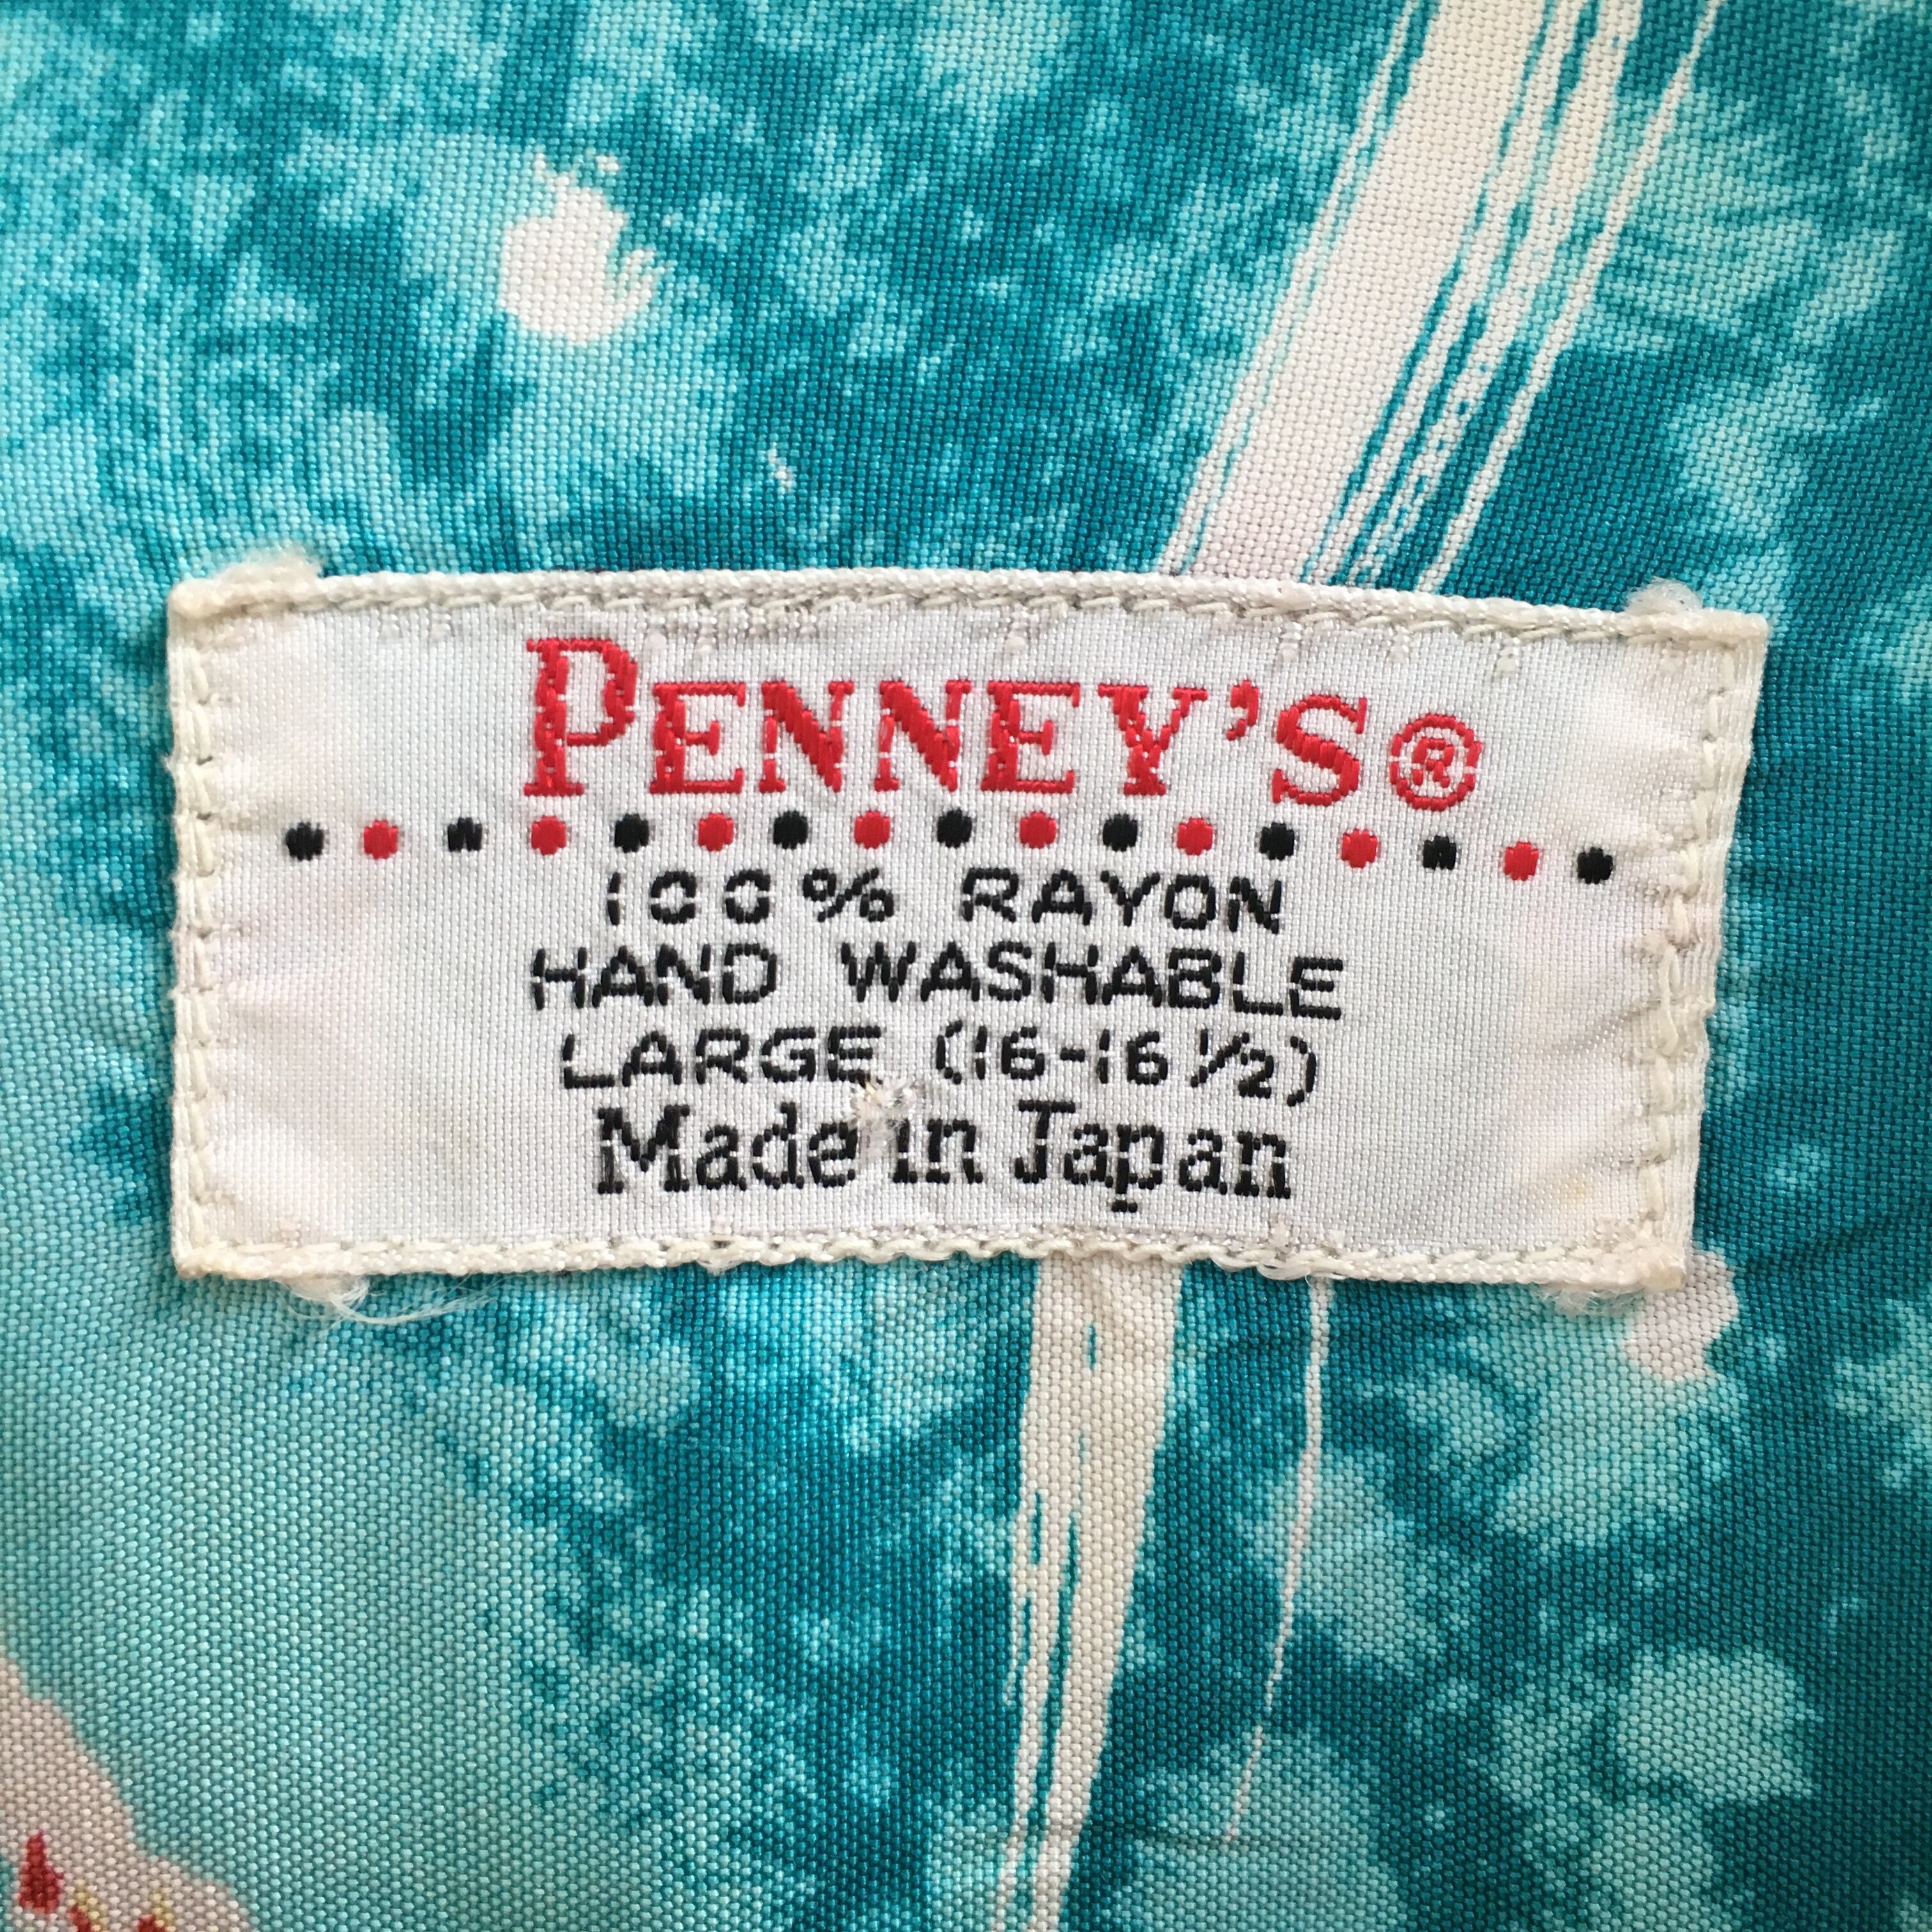 PENNEY'S®
100% RAYON
HAND WASHABLE
LARGE (16-16 1/2)
Made in Japan